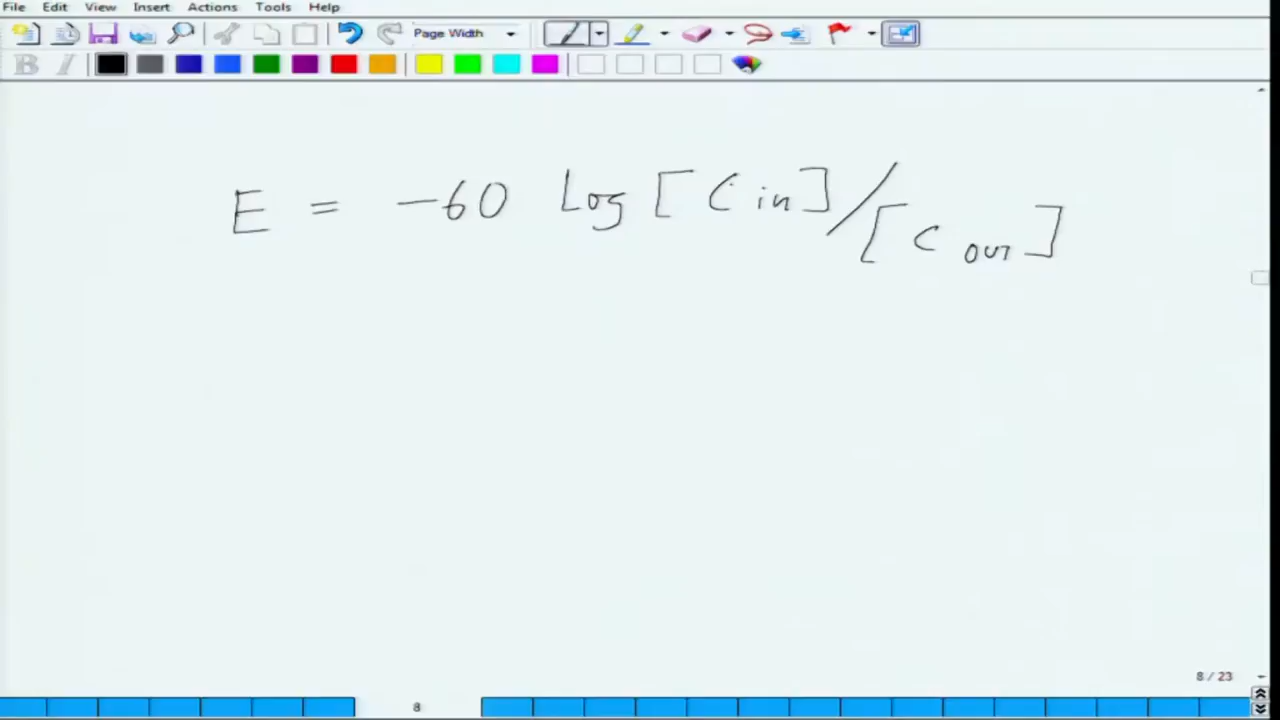 File Edit View Insert Actions Tools Help
Page Width
B I
E = -60 Log [C in] / [C out]
8 / 23
8